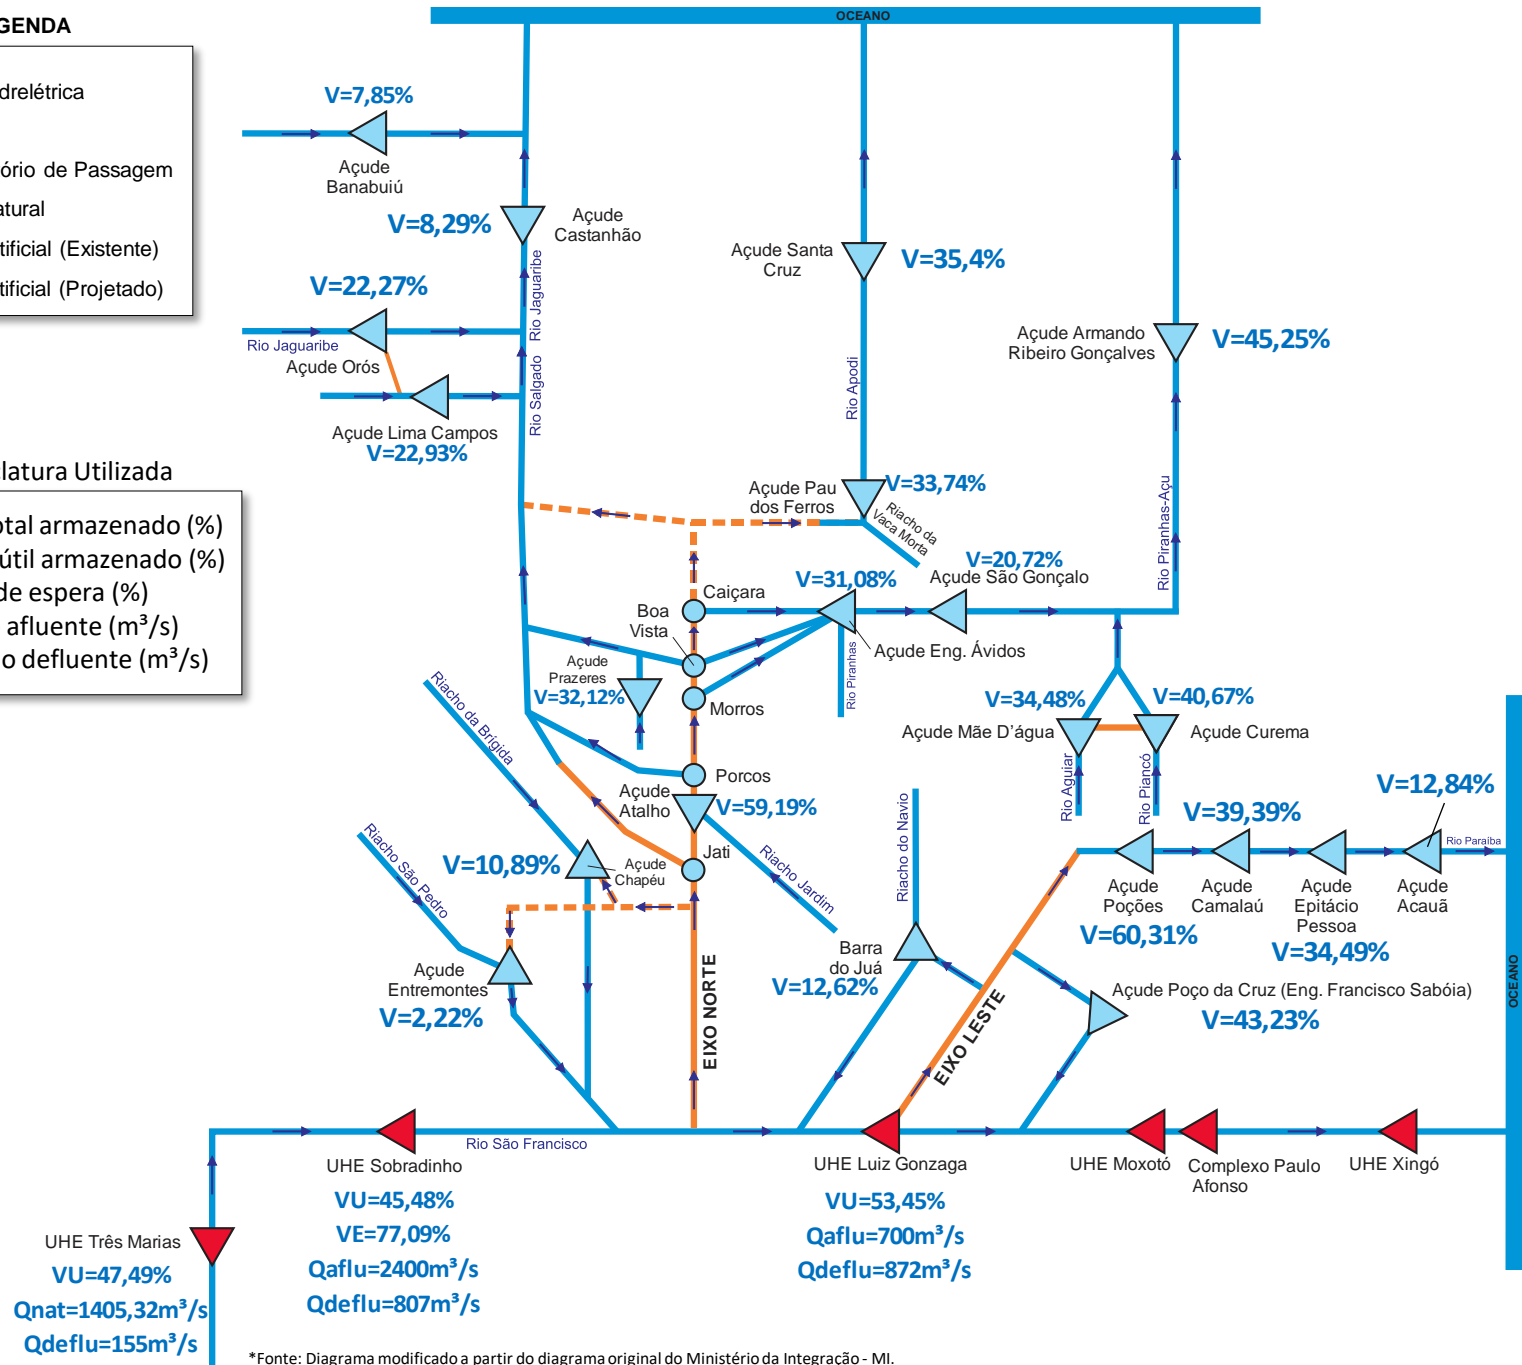 GENDA
drelétrica
ório de Passagem
atural
tificial (Existente)
tificial (Projetado)
clatura Utilizada
otal armazenado (%)
útil armazenado (%)
de espera (%)
afluente (m³/s)
o defluente (m³/s)
OCEANO
V=7,85%
Açude
Banabuiú
V=8,29%
Açude
Castanhão
Rio Jaguaribe
V=22,27%
Rio Jaguaribe
Açude Orós
Rio Salgado
Açude Lima Campos
V=22,93%
Açude Santa
Cruz
V=35,4%
Rio Apodi
Açude Armando
Ribeiro Gonçalves
V=45,25%
Rio Piranhas-Açu
Açude Pau
dos Ferros
V=33,74%
Riacho da
Vaca Morta
V=20,72%
Açude São Gonçalo
V=31,08%
Açude Eng. Ávidos
Rio Piranhas
Caiçara
Boa
Vista
Morros
Açude
Prazeres
V=32,12%
Porcos
Açude
Atalho
V=59,19%
Jati
Riacho Jardim
Riacho da Brígida
Riacho São Pedro
V=10,89%
Açude
Chapéu
Açude
Entremontes
V=2,22%
EIXO NORTE
V=34,48%
Açude Mãe D'água
Rio Aguiar
V=40,67%
Açude Curema
Rio Piancó
Riacho do Navio
Barra
do Juá
V=12,62%
EIXO LESTE
V=12,84%
V=39,39%
Rio Paraiba
Açude
Poções
V=60,31%
Açude
Camalaú
Açude
Epitácio
Pessoa
V=34,49%
Açude
Acauã
Açude Poço da Cruz (Eng. Francisco Sabóia)
V=43,23%
OCEANO
Rio São Francisco
UHE Sobradinho
VU=45,48%
VE=77,09%
Qaflu=2400m³/s
Qdeflu=807m³/s
UHE Luiz Gonzaga
VU=53,45%
Qaflu=700m³/s
Qdeflu=872m³/s
UHE Moxotó
Complexo Paulo
Afonso
UHE Xingó
UHE Três Marias
VU=47,49%
Qnat=1405,32m³/s
Qdeflu=155m³/s
*Fonte: Diagrama modificado a partir do diagrama original do Ministério da Integração - MI.